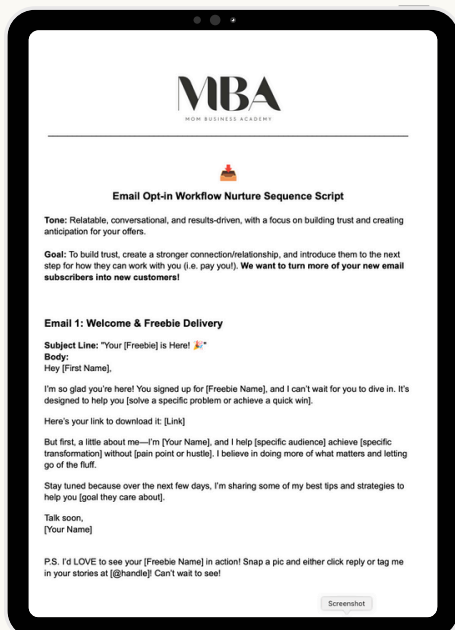 MBA
MOM BUSINESS ACADEMY
Email Opt-in Workflow Nurture Sequence Script
Tone: Relatable, conversational, and results-driven, with a focus on building trust and creating
anticipation for your offers.
Goal: To build trust, create a stronger connection/relationship, and introduce them to the next
step for how they can work with you (i.e. pay you!). We want to turn more of your new email
subscribers into new customers!
Email 1: Welcome & Freebie Delivery
Subject Line: "Your [Freebie] is Here! 🎉"
Body:
Hey [First Name],
I'm so glad you're here! You signed up for [Freebie Name], and I can't wait for you to dive in. It's
designed to help you [solve a specific problem or achieve a quick win].
Here's your link to download it: [Link]
But first, a little about me—I'm [Your Name], and I help [specific audience] achieve [specific
transformation] without [pain point or hustle]. I believe in doing more of what matters and letting
go of the fluff.
Stay tuned because over the next few days, I'm sharing some of my best tips and strategies to
help you [goal they care about].
Talk soon,
[Your Name]
P.S. I'd LOVE to see your [Freebie Name] in action! Snap a pic and either click reply or tag me
in your stories at [@handle]! Can't wait to see!
Screenshot